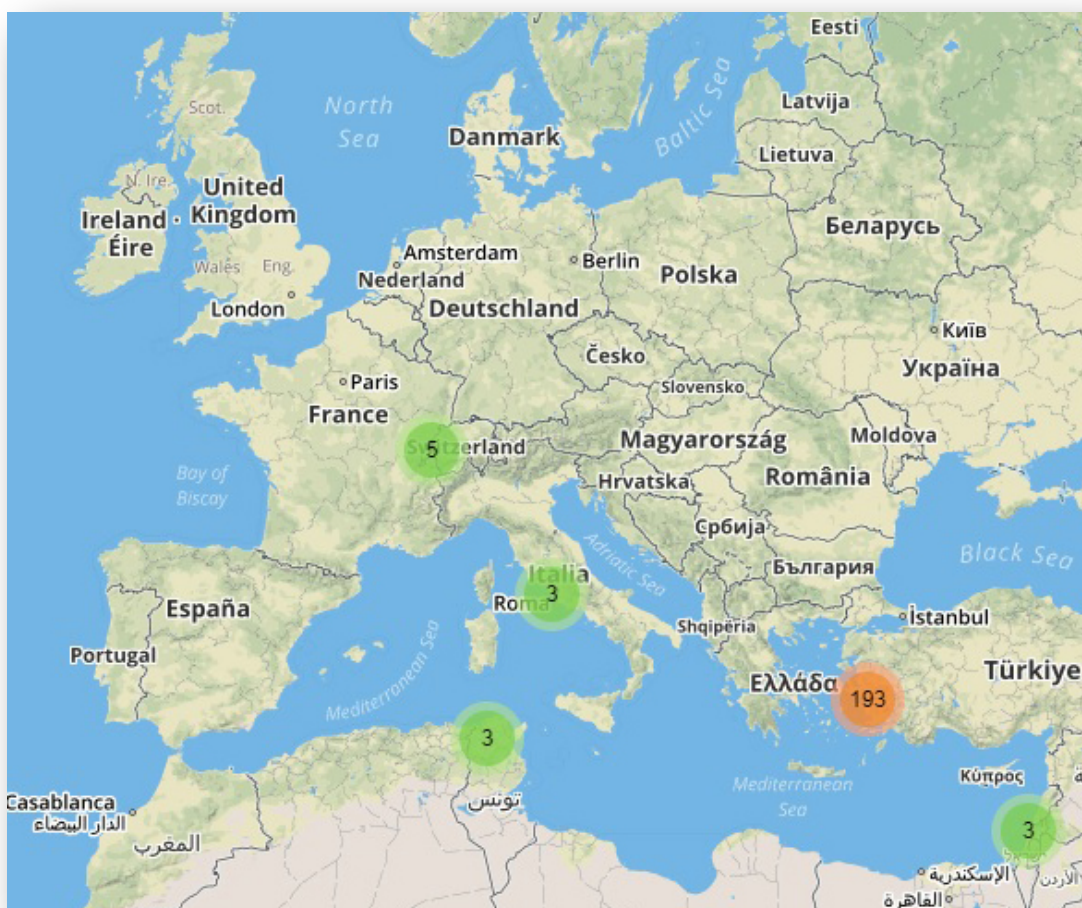 Eesti
Scot.
North
Sea
Baltic Sea
Latvija
Danmark
Lietuva
N. Ire.
United
Kingdom
Ireland
Éire
Беларусь
Wales
Eng.
Amsterdam
Nederland
Berlin
Polska
London
Deutschland
Київ
Česko
Україна
Paris
Slovensko
France
Magyarország
Moldova
5
Switzerland
Bay of
Biscay
Hrvatska
România
Србија
Adriatic Sea
Black Sea
България
Italia
3
Roma
España
İstanbul
Shqipëria
Portugal
Mediterranean Sea
Ελλάδα
193
Türkiye
3
Κύπρος
Mediterranean
Sea
Casablanca
الدار البيضاء
تونس
المغرب
3
الإسكندرية
الأردن
القاهرة